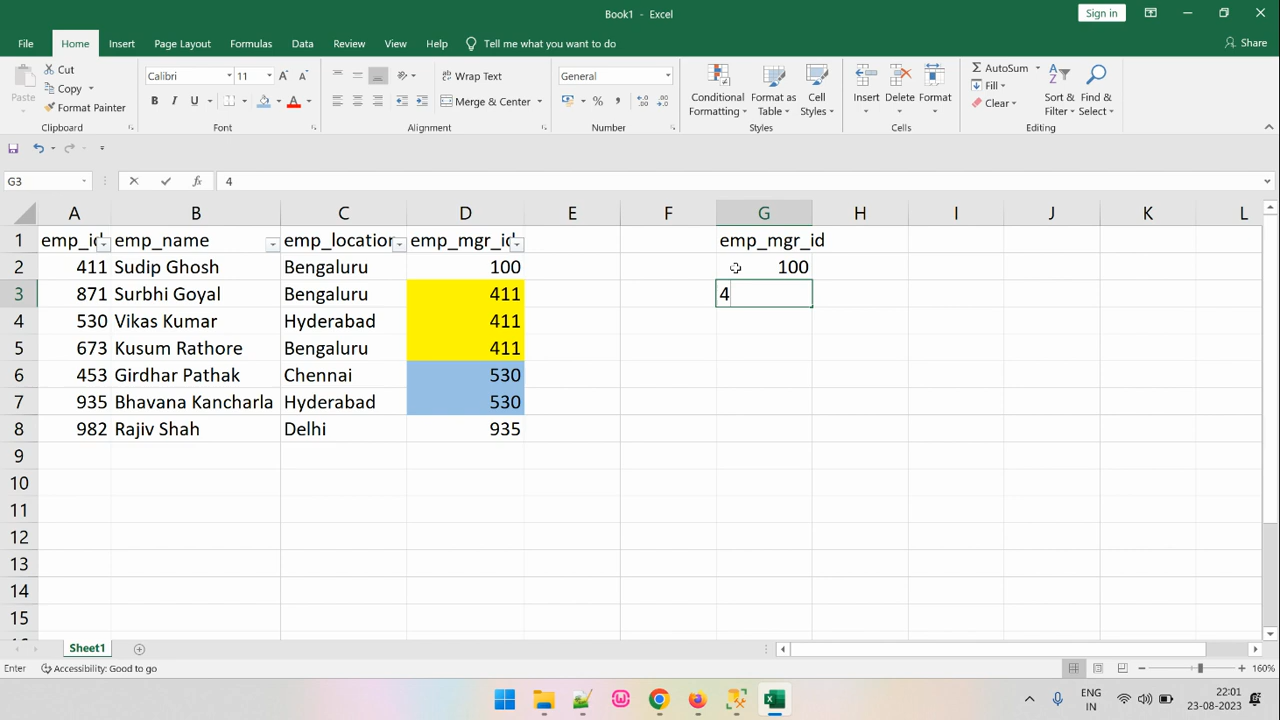 Book1 - Excel
Sign in
File Home Insert Page Layout Formulas Data Review View Help Tell me what you want to do Share
Paste
Cut
Copy
Format Painter
Clipboard
Calibri 11
B I U
Font
Wrap Text
Merge & Center
Alignment
General
Number
Conditional Formatting
Format as Table
Cell Styles
Styles
Insert
Delete
Format
Cells
AutoSum
Fill
Clear
Sort & Filter
Find & Select
Editing
G3 fx 4
A B C D E F G H I J K L
1 emp_id emp_name emp_location emp_mgr_id emp_mgr_id
2 411 Sudip Ghosh Bengaluru 100 100
3 871 Surbhi Goyal Bengaluru 411 4
4 530 Vikas Kumar Hyderabad 411
5 673 Kusum Rathore Bengaluru 411
6 453 Girdhar Pathak Chennai 530
7 935 Bhavana Kancharla Hyderabad 530
8 982 Rajiv Shah Delhi 935
9
10
11
12
13
14
15
Sheet1
Enter Accessibility: Good to go 160%
ENG 22:01
IN 23-08-2023